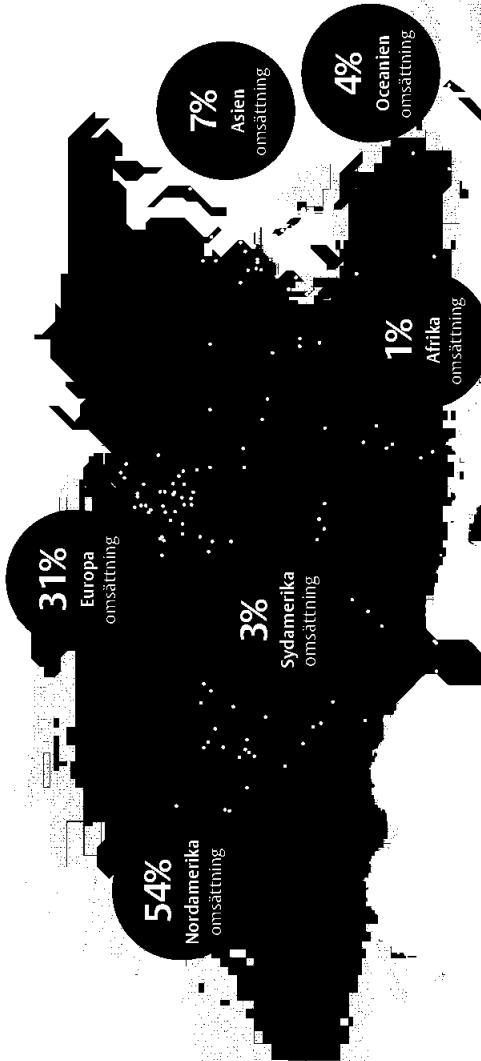 54%
Nordamerika
omsättning
31%
Europa
omsättning
3%
Sydamerika
omsättning
7%
Asien
omsättning
1%
Afrika
omsättning
4%
Oceanien
omsättning